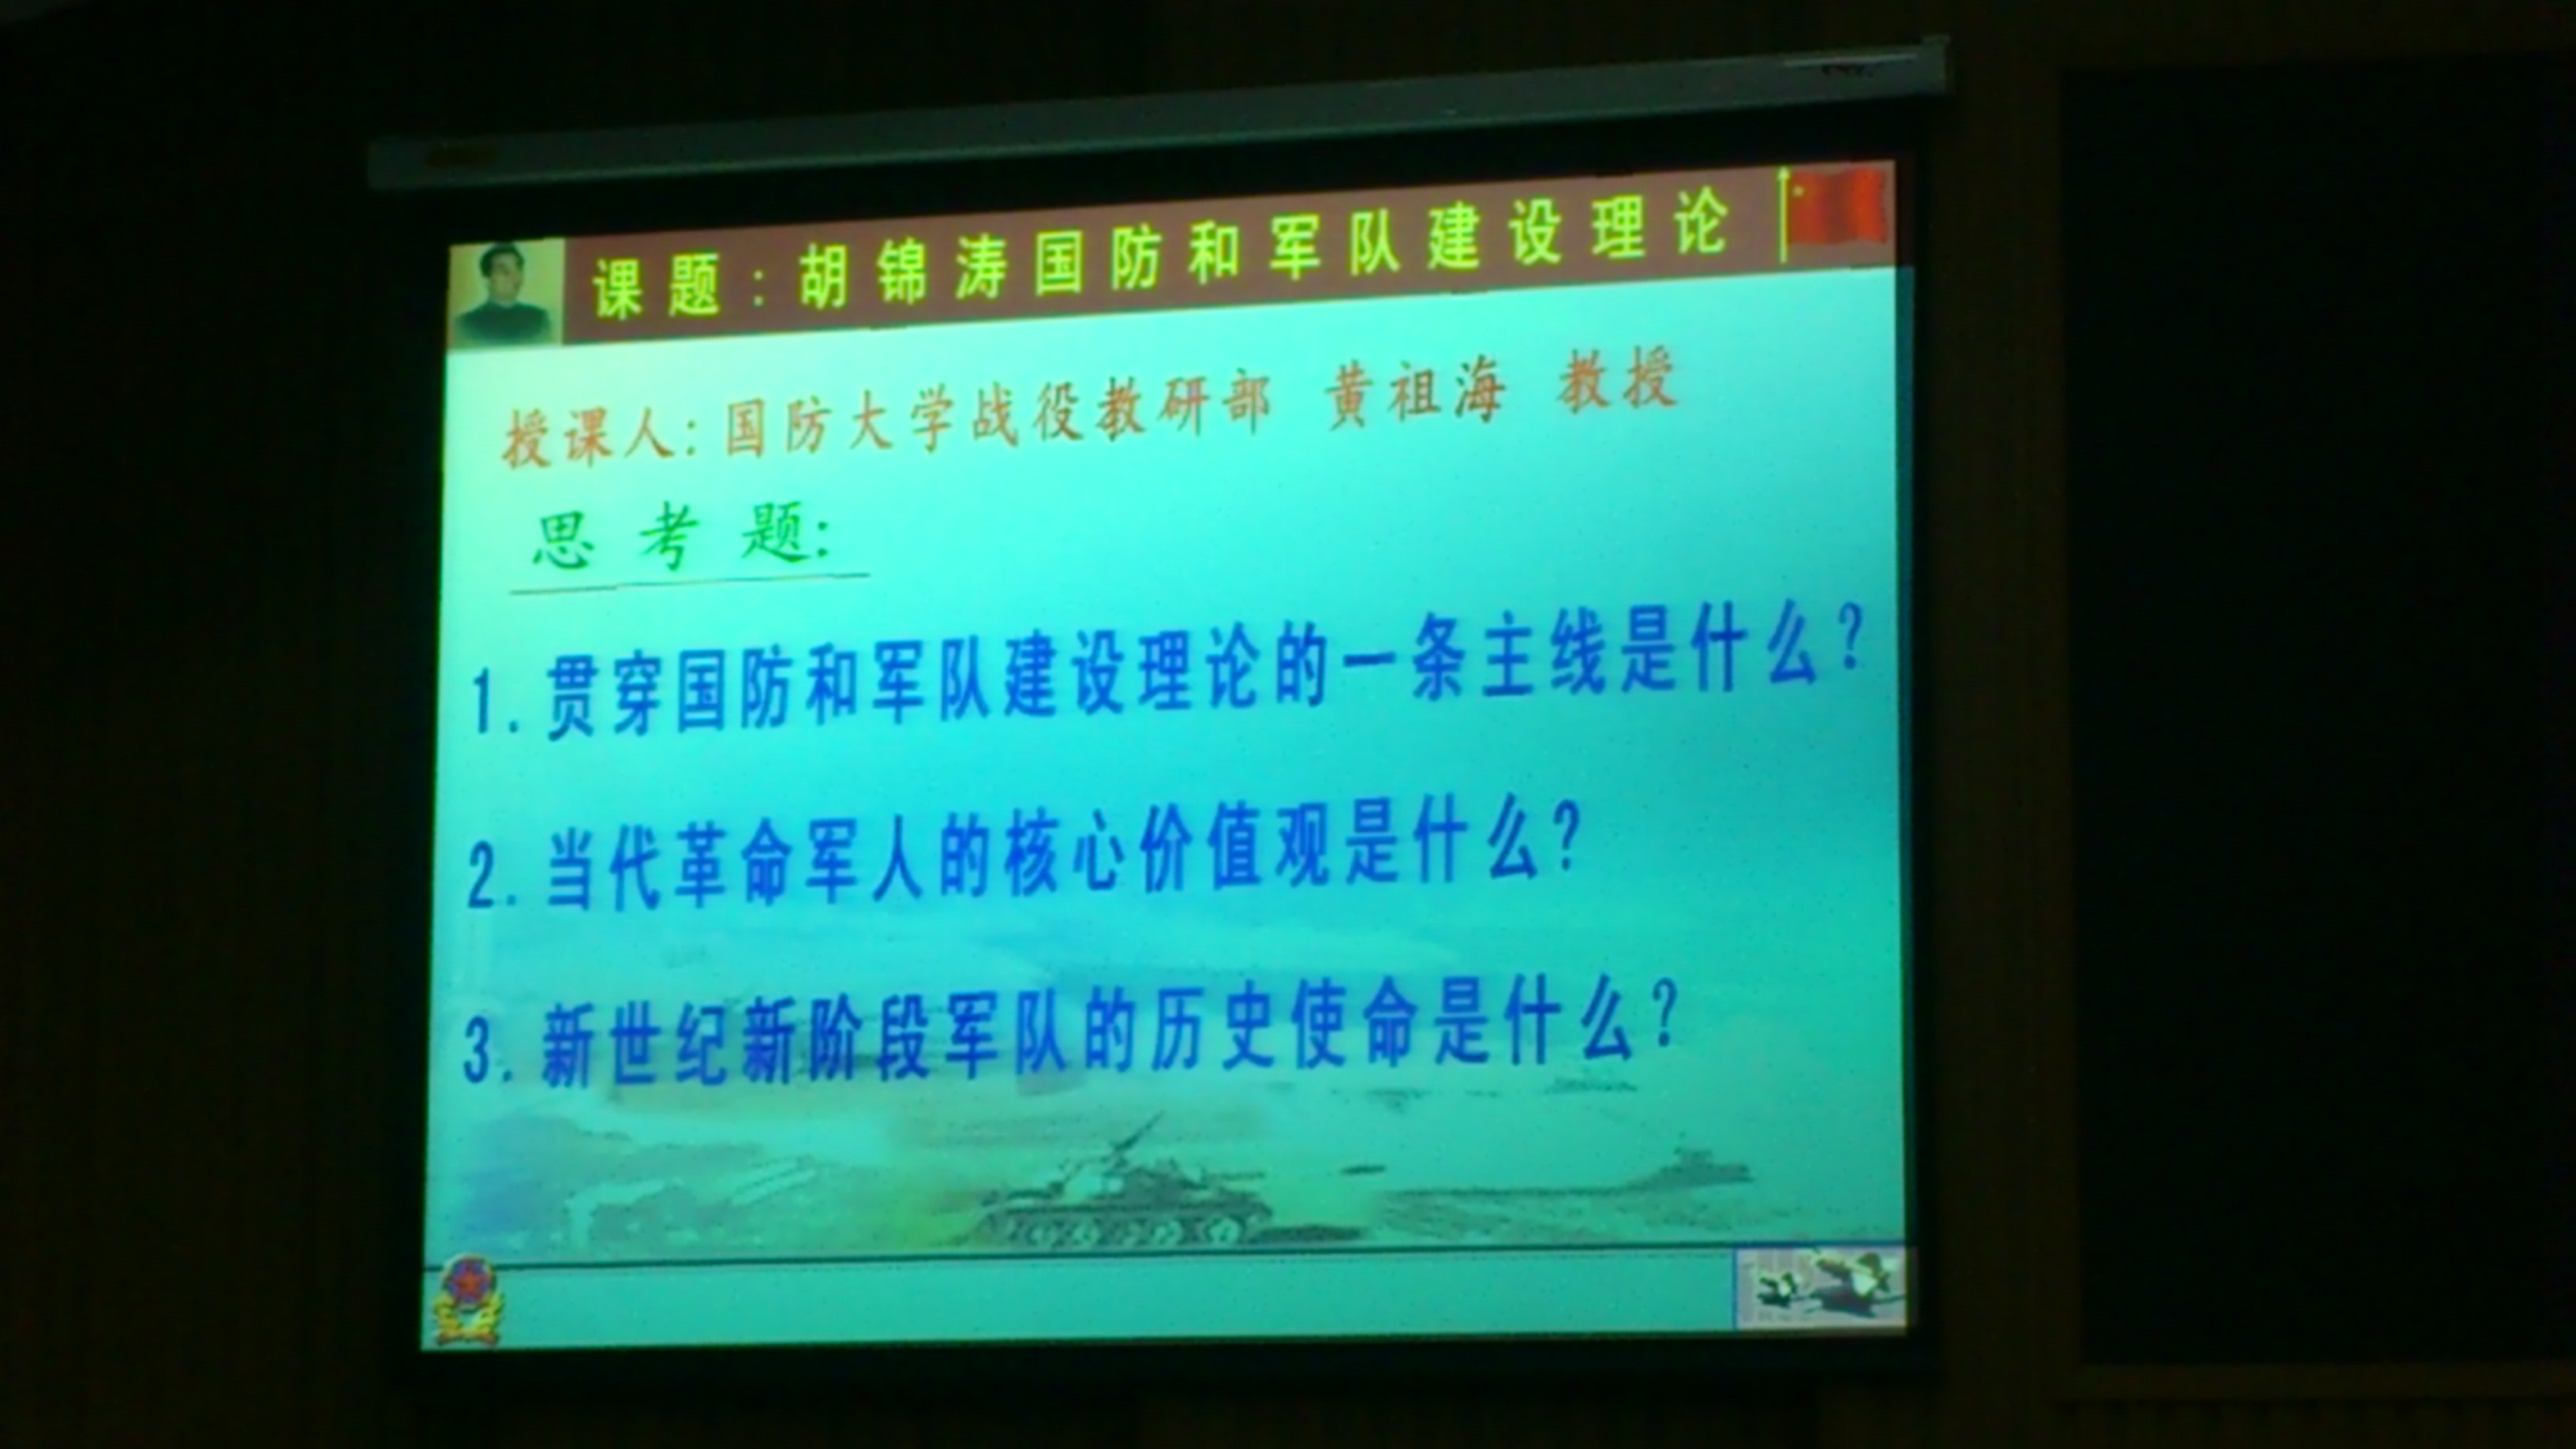 课题：胡锦涛国防和军队建设理论
授课人：国防大学战役教研部 黄祖海 教授
思考题：
1.贯穿国防和军队建设理论的一条主线是什么？
2.当代革命军人的核心价值观是什么？
3.新世纪新阶段军队的历史使命是什么？